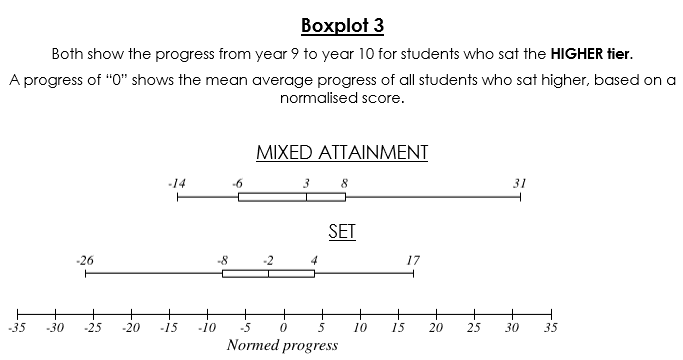 Boxplot 3
Both show the progress from year 9 to year 10 for students who sat the HIGHER tier.
A progress of “0” shows the mean average progress of all students who sat higher, based on a
normalised score.
MIXED ATTAINMENT
-14 -6 3 8 31
SET
-26 -8 -2 4 17
-35 -30 -25 -20 -15 -10 -5 0 5 10 15 20 25 30 35
Normed progress